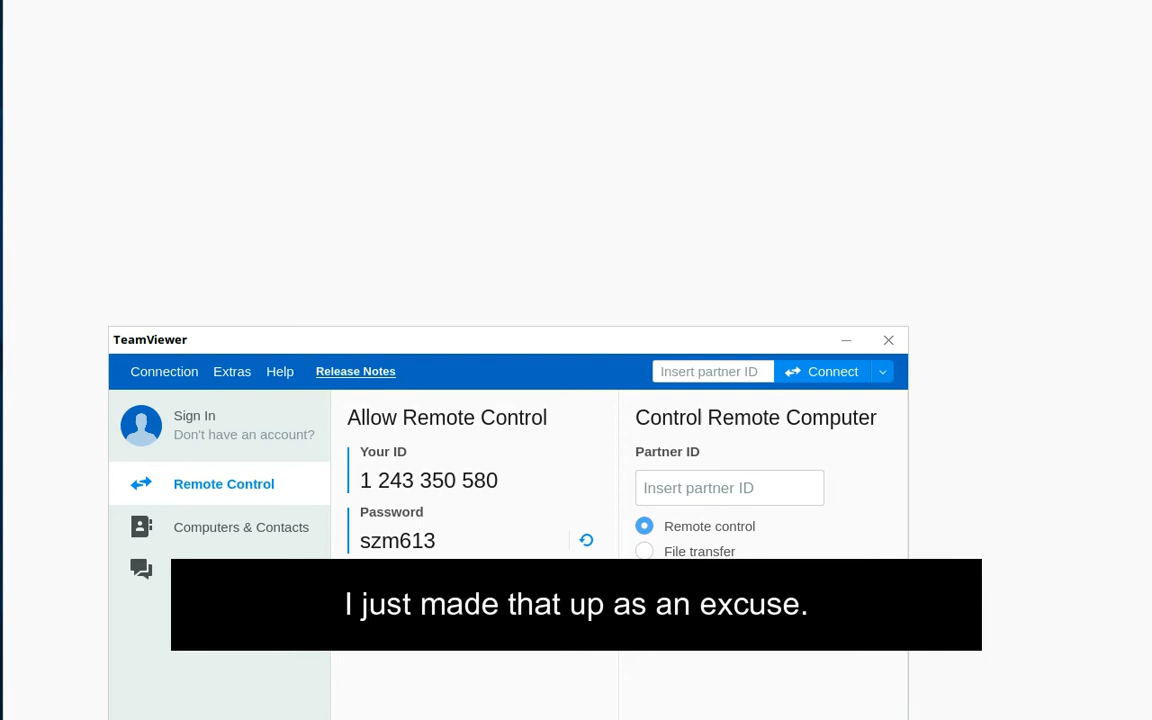 TeamViewer
Connection Extras Help Release Notes Insert partner ID Connect
Sign In
Don't have an account?
Remote Control
Computers & Contacts
Allow Remote Control
Your ID
1 243 350 580
Password
szm613
Control Remote Computer
Partner ID
Insert partner ID
Remote control
File transfer
I just made that up as an excuse.